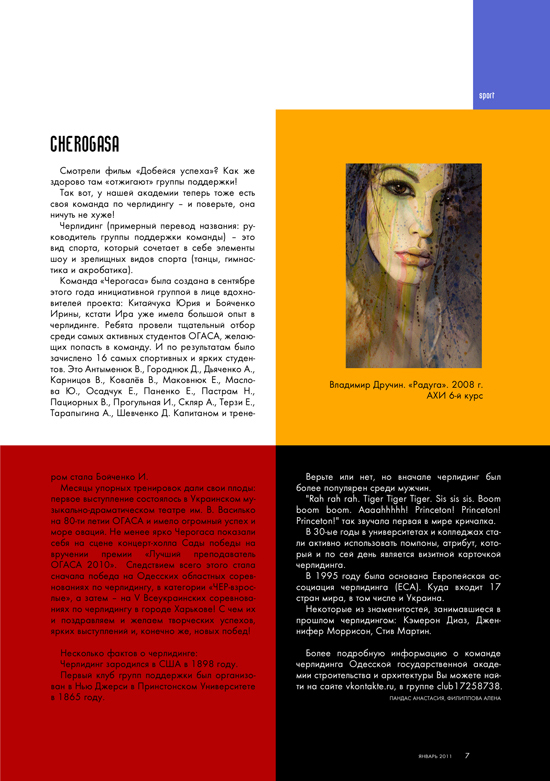 sport
CHEROGASA
Смотрели фильм «Добейся успеха»? Как же
здорово там «отжигают» группы поддержки!
Так вот, у нашей академии теперь тоже есть
своя команда по черлидингу – и поверьте, она
ничуть не хуже!
Черлидинг (примерный перевод названия: ру-
ководитель группы поддержки команды) – это
вид спорта, который сочетает в себе элементы
шоу и зрелищных видов спорта (танцы, гимнас-
тика и акробатика).
Команда «Черогаса» была создана в сентябре
этого года инициативной группой в лице вдохно-
вителей проекта: Китайчука Юрия и Бойченко
Ирины, кстати Ира уже имела большой опыт в
черлидинге. Ребята провели тщательный отбор
среди самых активных студентов ОГАСА, желаю-
щих попасть в команду. И по результатам было
зачислено 16 самых спортивных и ярких студен-
тов. Это Антыменюк В., Городнюк Д., Дьяченко А.,
Карницов В., Ковалёв В., Маковнюк Е., Масло-
ва Ю., Осадчук Е., Паненко Е., Пастрам Н.,
Пациорных В., Прогульная И., Скляр А., Терзи Е.,
Тарапыгина А., Шевченко Д. Капитаном и трене-
Владимир Дручин. «Радуга». 2008 г.
АХИ 6-й курс
ром стала Бойченко И.
Месяцы упорных тренировок дали свои плоды:
первое выступление состоялось в Украинском му-
зыкально-драматическом театре им. В. Василько
на 80-ти летии ОГАСА и имело огромный успех и
море оваций. Не менее ярко Черогаса показали
себя на сцене концерт-холла Сады победы на
вручении премии «Лучший преподаватель
ОГАСА 2010». Следствием всего этого стала
сначала победа на Одесских областных сорев-
нованиях по черлидингу, в категории «ЧЕР-взрос-
лые», а затем – на V Всеукраинских соревнова-
ниях по черлидингу в городе Харькове! С чем их
и поздравляем и желаем творческих успехов,
ярких выступлений и, конечно же, новых побед!
Несколько фактов о черлидинге:
Черлидинг зародился в США в 1898 году.
Первый клуб групп поддержки был организо-
ван в Нью Джерси в Принстанском Университете
в 1865 году.
Верьте или нет, но вначале черлидинг был
более популярен среди мужчин.
"Rah rah rah. Tiger Tiger Tiger. Sis sis sis. Boom
boom boom. Aaaahhhhh! Princeton! Princeton!
Princeton!" так звучала первая в мире кричалка.
В 30-ые годы в университетах и колледжах ста-
ли активно использовать помпоны, атрибут, кото-
рый и по сей день является визитной карточкой
черлидинга.
В 1995 году была основана Европейская ас-
социация черлидинга (ECA). Куда входит 17
стран мира, в том числе и Украина.
Некоторые из знаменитостей, занимавшиеся в
прошлом черлидингом: Кэмерон Диаз, Джен-
нифер Моррисон, Стив Мартин.
Более подробную информацию о команде
черлидинга Одесской государственной акаде-
мии строительства и архитектуры Вы можете най-
ти на сайте vkontakte.ru, в группе club17258738.
ПАНДАС АНАСТАСИЯ, ФИЛИППОВА АЛЕНА
ЯНВАРЬ 2011 7